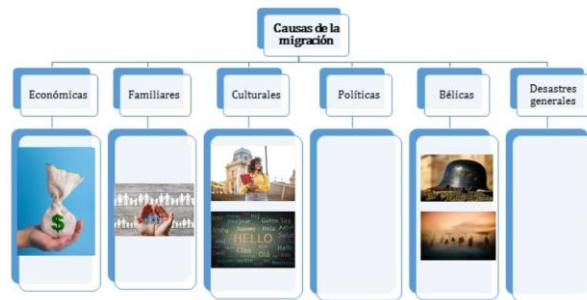 Causas de la
migración
Económicas
Familiares
Culturales
Políticas
Bélicas
Desastres
generales
$
HELLO